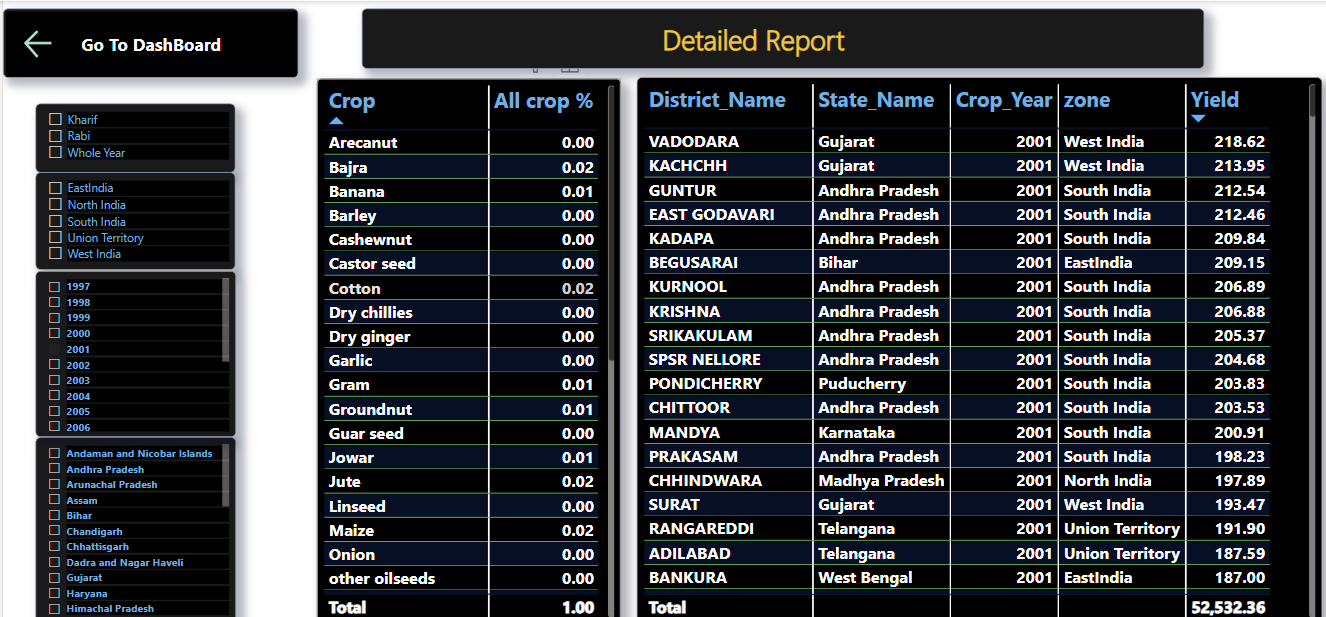 Go To DashBoard
Detailed Report
Kharif
Rabi
Whole Year
EastIndia
North India
South India
Union Territory
West India
1997
1998
1999
2000
2001
2002
2003
2004
2005
2006
Andaman and Nicobar Islands
Andhra Pradesh
Arunachal Pradesh
Assam
Bihar
Chandigarh
Chhattisgarh
Dadra and Nagar Haveli
Gujarat
Haryana
Himachal Pradesh
Crop All crop %
Arecanut 0.00
Bajra 0.02
Banana 0.01
Barley 0.00
Cashewnut 0.00
Castor seed 0.00
Cotton 0.02
Dry chillies 0.00
Dry ginger 0.00
Garlic 0.00
Gram 0.01
Groundnut 0.01
Guar seed 0.00
Jowar 0.01
Jute 0.02
Linseed 0.00
Maize 0.02
Onion 0.00
other oilseeds 0.00
Total 1.00
District_Name State_Name Crop_Year zone Yield
VADODARA Gujarat 2001 West India 218.62
KACHCHH Gujarat 2001 West India 213.95
GUNTUR Andhra Pradesh 2001 South India 212.54
EAST GODAVARI Andhra Pradesh 2001 South India 212.46
KADAPA Andhra Pradesh 2001 South India 209.84
BEGUSARAI Bihar 2001 EastIndia 209.15
KURNOOL Andhra Pradesh 2001 South India 206.89
KRISHNA Andhra Pradesh 2001 South India 206.88
SRIKAKULAM Andhra Pradesh 2001 South India 205.37
SPSR NELLORE Andhra Pradesh 2001 South India 204.68
PONDICHERRY Puducherry 2001 South India 203.83
CHITTOOR Andhra Pradesh 2001 South India 203.53
MANDYA Karnataka 2001 South India 200.91
PRAKASAM Andhra Pradesh 2001 South India 198.23
CHHINDWARA Madhya Pradesh 2001 North India 197.89
SURAT Gujarat 2001 West India 193.47
RANGAREDDI Telangana 2001 Union Territory 191.90
ADILABAD Telangana 2001 Union Territory 187.59
BANKURA West Bengal 2001 EastIndia 187.00
Total 52,532.36